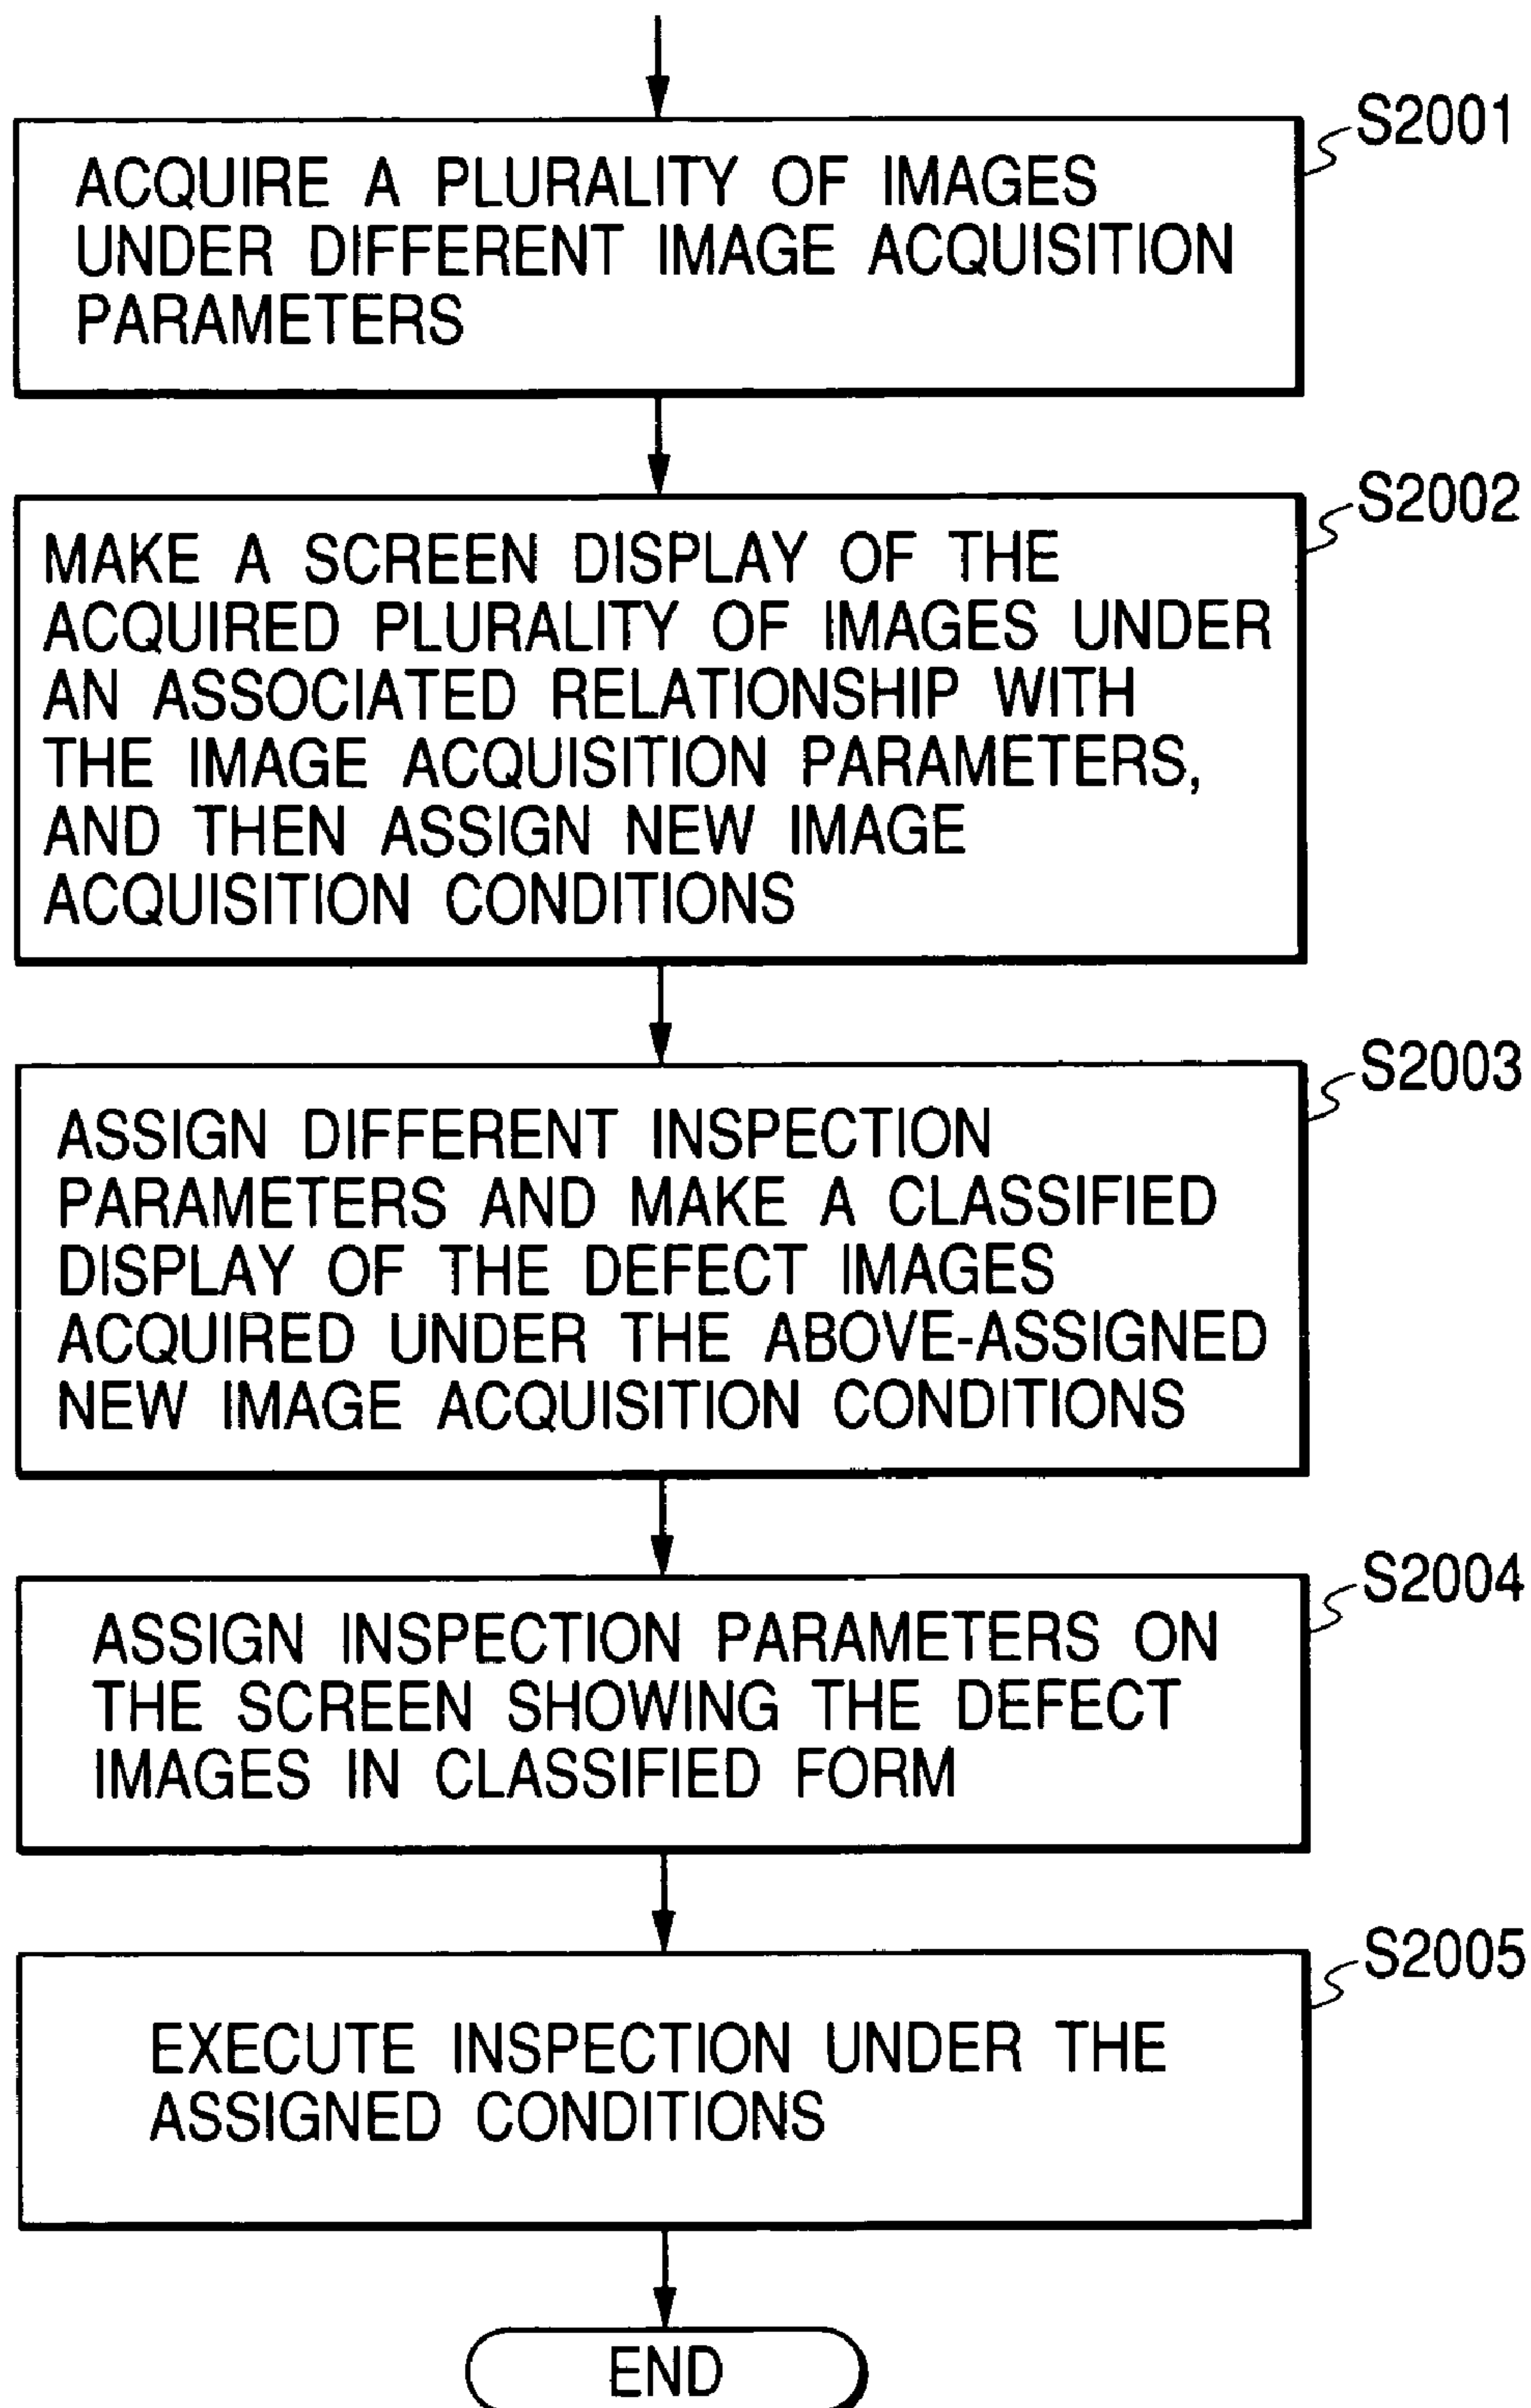 S2001
ACQUIRE A PLURALITY OF IMAGES
UNDER DIFFERENT IMAGE ACQUISITION
PARAMETERS
S2002
MAKE A SCREEN DISPLAY OF THE
ACQUIRED PLURALITY OF IMAGES UNDER
AN ASSOCIATED RELATIONSHIP WITH
THE IMAGE ACQUISITION PARAMETERS,
AND THEN ASSIGN NEW IMAGE
ACQUISITION CONDITIONS
S2003
ASSIGN DIFFERENT INSPECTION
PARAMETERS AND MAKE A CLASSIFIED
DISPLAY OF THE DEFECT IMAGES
ACQUIRED UNDER THE ABOVE-ASSIGNED
NEW IMAGE ACQUISITION CONDITIONS
S2004
ASSIGN INSPECTION PARAMETERS ON
THE SCREEN SHOWING THE DEFECT
IMAGES IN CLASSIFIED FORM
S2005
EXECUTE INSPECTION UNDER THE
ASSIGNED CONDITIONS
END